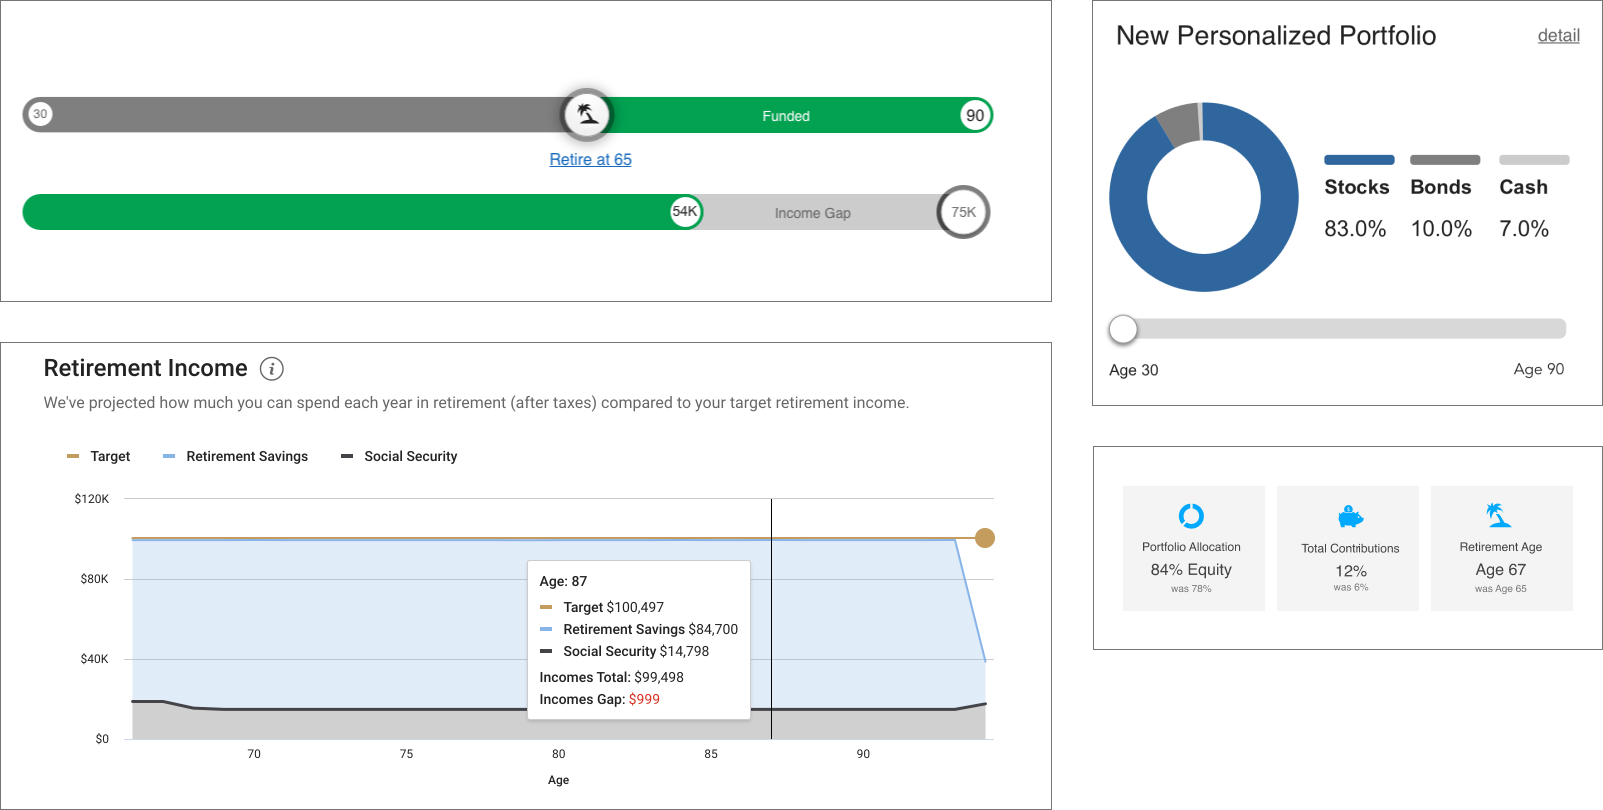 30
Funded
90
Retire at 65
54K
Income Gap
75K
New Personalized Portfolio
detail
Stocks Bonds Cash
83.0% 10.0% 7.0%
Age 30
Age 90
Retirement Income i
We've projected how much you can spend each year in retirement (after taxes) compared to your target retirement income.
Target Retirement Savings Social Security
$120K
$80K
$40K
$0
Age: 87
Target $100,497
Retirement Savings $84,700
Social Security $14,798
Incomes Total: $99,498
Incomes Gap: $999
70 75 80 85 90
Age
Portfolio Allocation
84% Equity
was 78%
Total Contributions
12%
was 6%
Retirement Age
Age 67
was Age 65